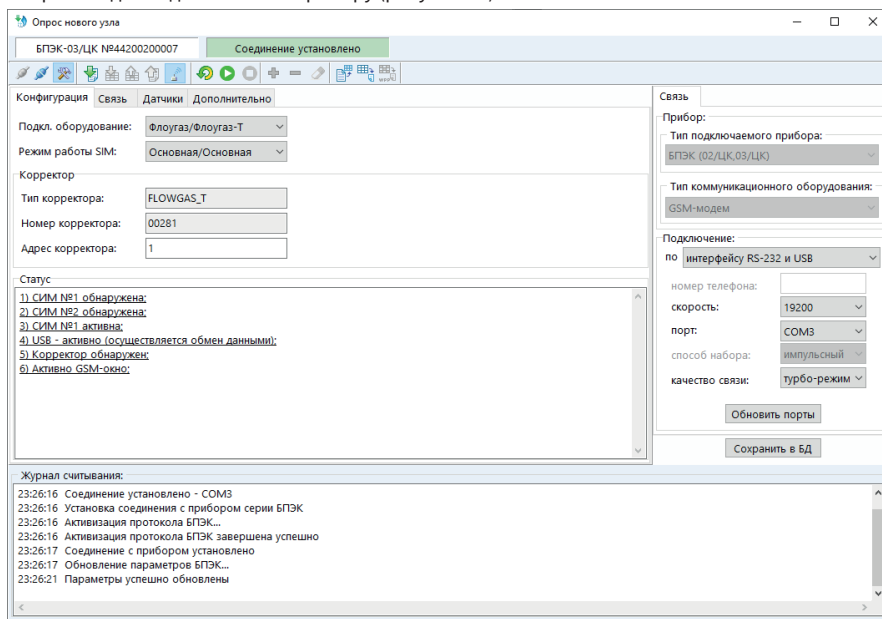 Опрос нового узла
БПЭК-03/ЦК №44200200007 Соединение установлено
Конфигурация Связь Датчики Дополнительно
Подкл. оборудование: Флоугаз/Флоугаз-Т
Режим работы SIM: Основная/Основная
Корректор
Тип корректора: FLOWGAS_T
Номер корректора: 00281
Адрес корректора: 1
Статус
1) СИМ №1 обнаружена;
2) СИМ №2 обнаружена;
3) СИМ №1 активна;
4) USB - активно (осуществляется обмен данными);
5) Корректор обнаружен;
6) Активно GSM-окно;
Связь
Прибор:
Тип подключаемого прибора:
БПЭК (02/ЦК,03/ЦК)
Тип коммуникационного оборудования:
GSM-модем
Подключение:
по интерфейсу RS-232 и USB
номер телефона:
скорость: 19200
порт: COM3
способ набора: импульсный
качество связи: турбо-режим
Обновить порты
Сохранить в БД
Журнал считывания:
23:26:16 Соединение установлено - COM3
23:26:16 Установка соединения с прибором серии БПЭК
23:26:16 Активизация протокола БПЭК...
23:26:16 Активизация протокола БПЭК завершена успешно
23:26:17 Соединение с прибором установлено
23:26:17 Обновление параметров БПЭК...
23:26:21 Параметры успешно обновлены